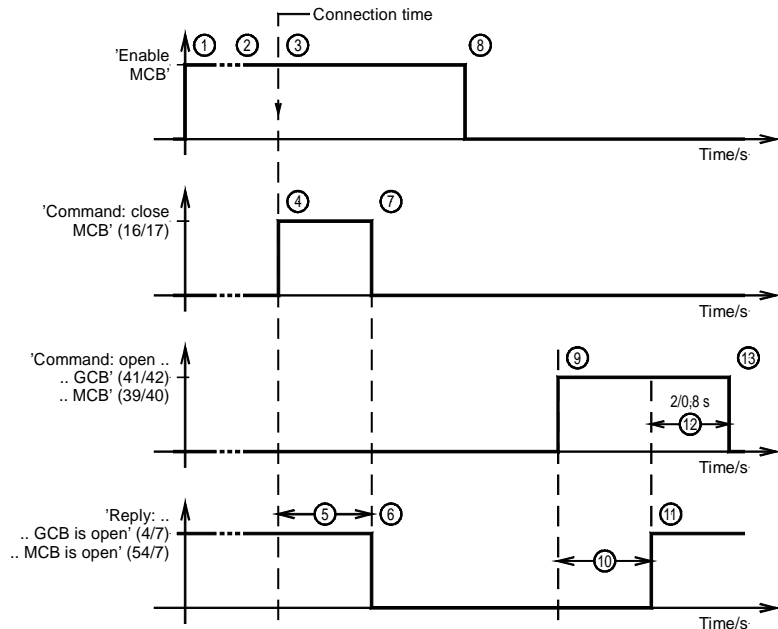 Connection time
'Enable
MCB'
1
2
3
8
Time/s
'Command: close
MCB' (16/17)
4
7
Time/s
'Command: open ..
.. GCB' (41/42)
.. MCB' (39/40)
9
13
2/0,8 s
12
Time/s
'Reply: ..
.. GCB is open' (4/7)
.. MCB is open' (54/7)
5
6
11
10
Time/s